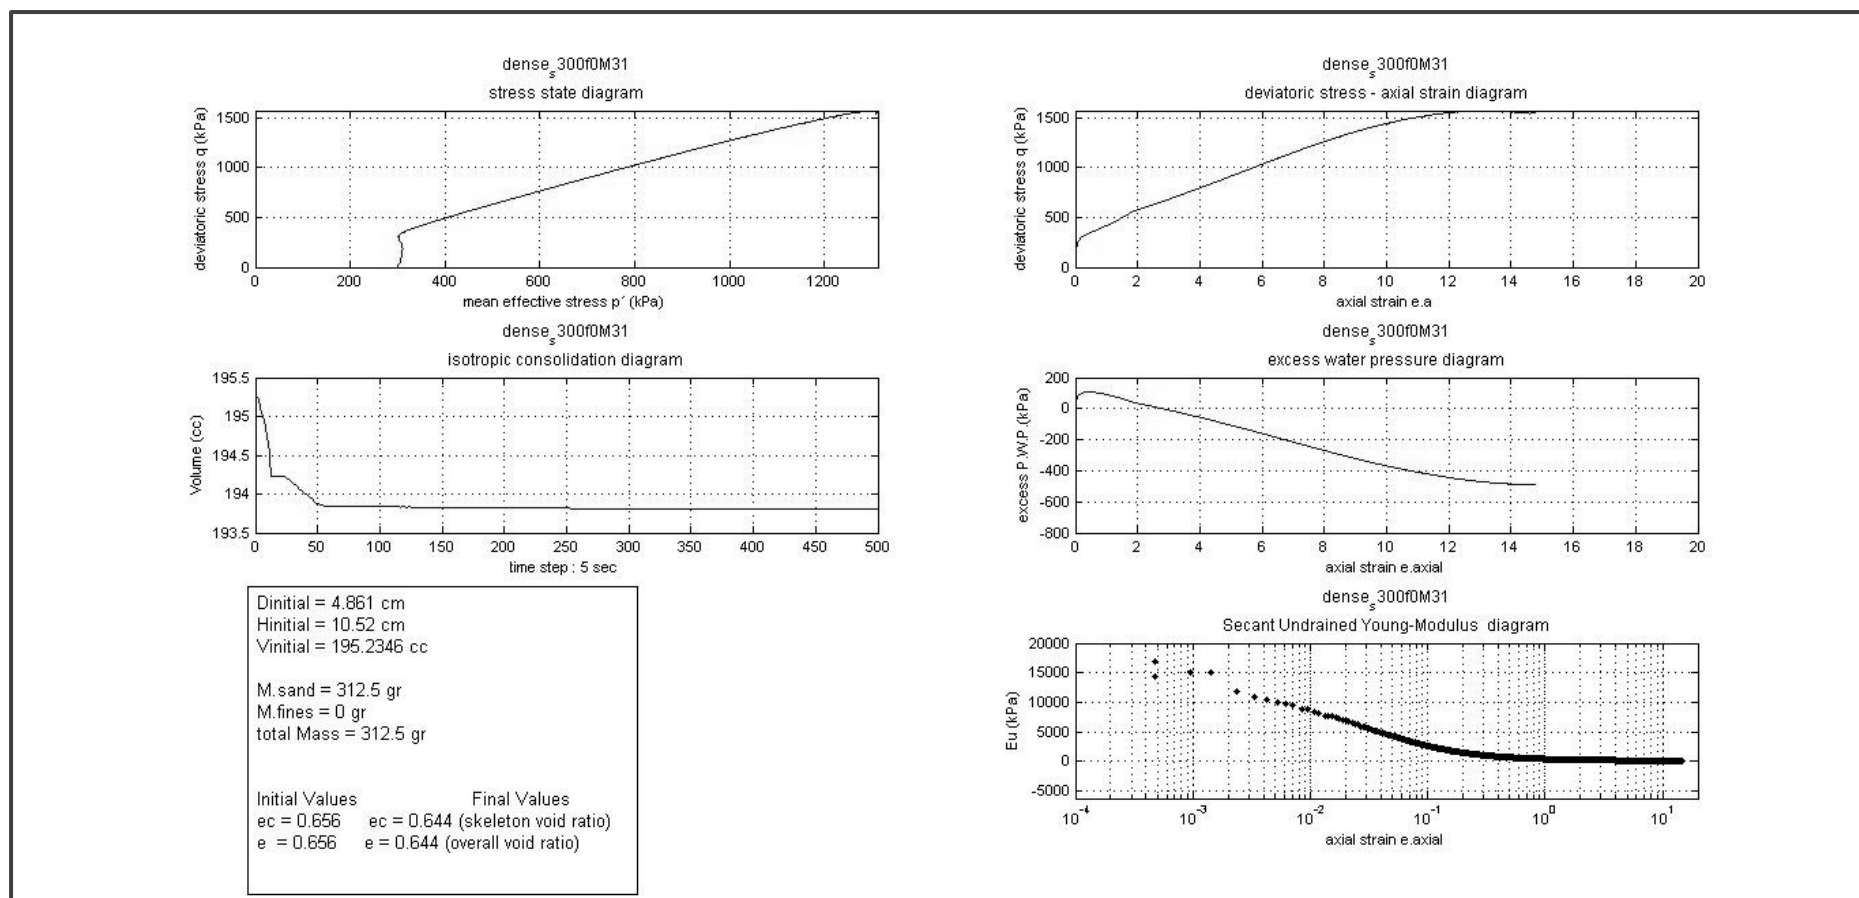 dense_s300f0M31
stress state diagram
deviatoric stress q (kPa)
1500
1000
500
0
0 200 400 600 800 1000 1200
mean effective stress p´ (kPa)
dense_s300f0M31
deviatoric stress - axial strain diagram
deviatoric stress q (kPa)
1500
1000
500
0
0 2 4 6 8 10 12 14 16 18 20
axial strain e.a
dense_s300f0M31
isotropic consolidation diagram
Volume (cc)
195.5
195
194.5
194
193.5
0 50 100 150 200 250 300 350 400 450 500
time step : 5 sec
dense_s300f0M31
excess water pressure diagram
excess P.W.P.(kPa)
200
0
-200
-400
-600
-800
0 2 4 6 8 10 12 14 16 18 20
axial strain e.axial
Dinitial = 4.861 cm
Hinitial = 10.52 cm
Vinitial = 195.2346 cc
M.sand = 312.5 gr
M.fines = 0 gr
total Mass = 312.5 gr
Initial Values Final Values
ec = 0.656 ec = 0.644 (skeleton void ratio)
e = 0.656 e = 0.644 (overall void ratio)
dense_s300f0M31
Secant Undrained Young-Modulus diagram
Eu (kPa)
20000
15000
10000
5000
0
-5000
10^-4 10^-3 10^-2 10^-1 10^0 10^1
axial strain e.axial